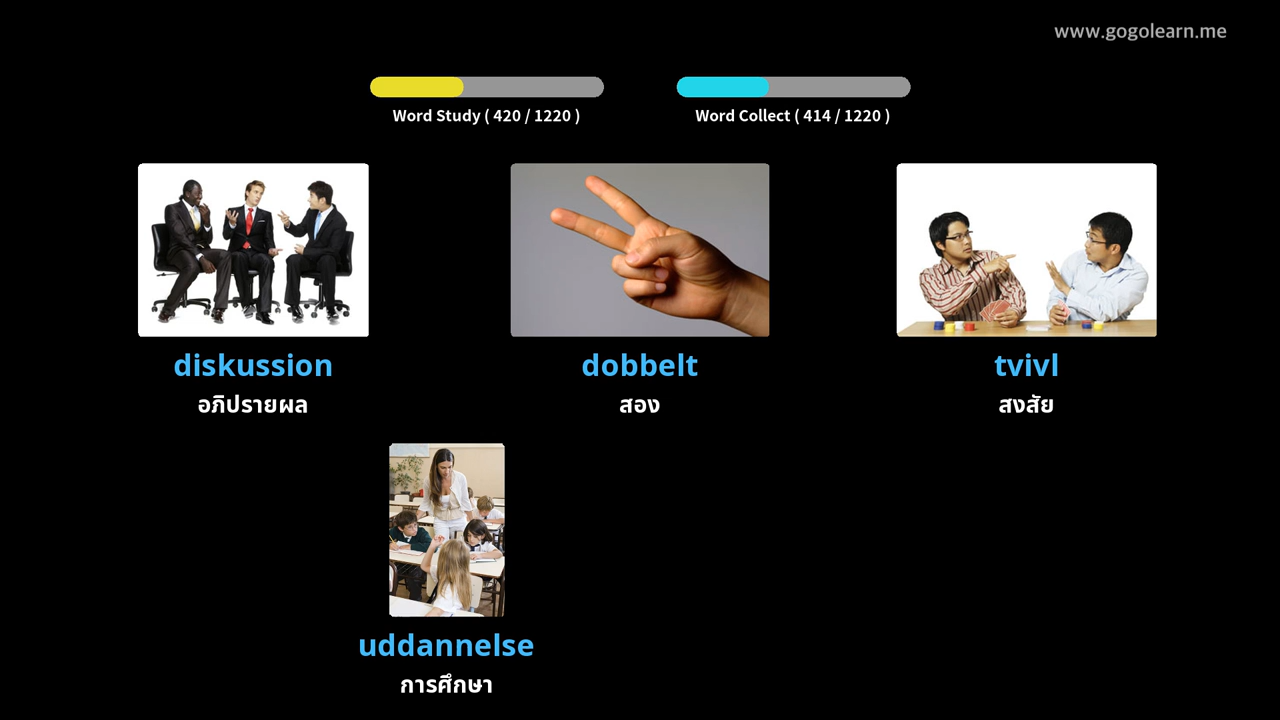 www.gogolearn.me
Word Study ( 420 / 1220 )
Word Collect ( 414 / 1220 )
diskussion
อภิปรายผล
dobbelt
สอง
tvivl
สงสัย
uddannelse
การศึกษา